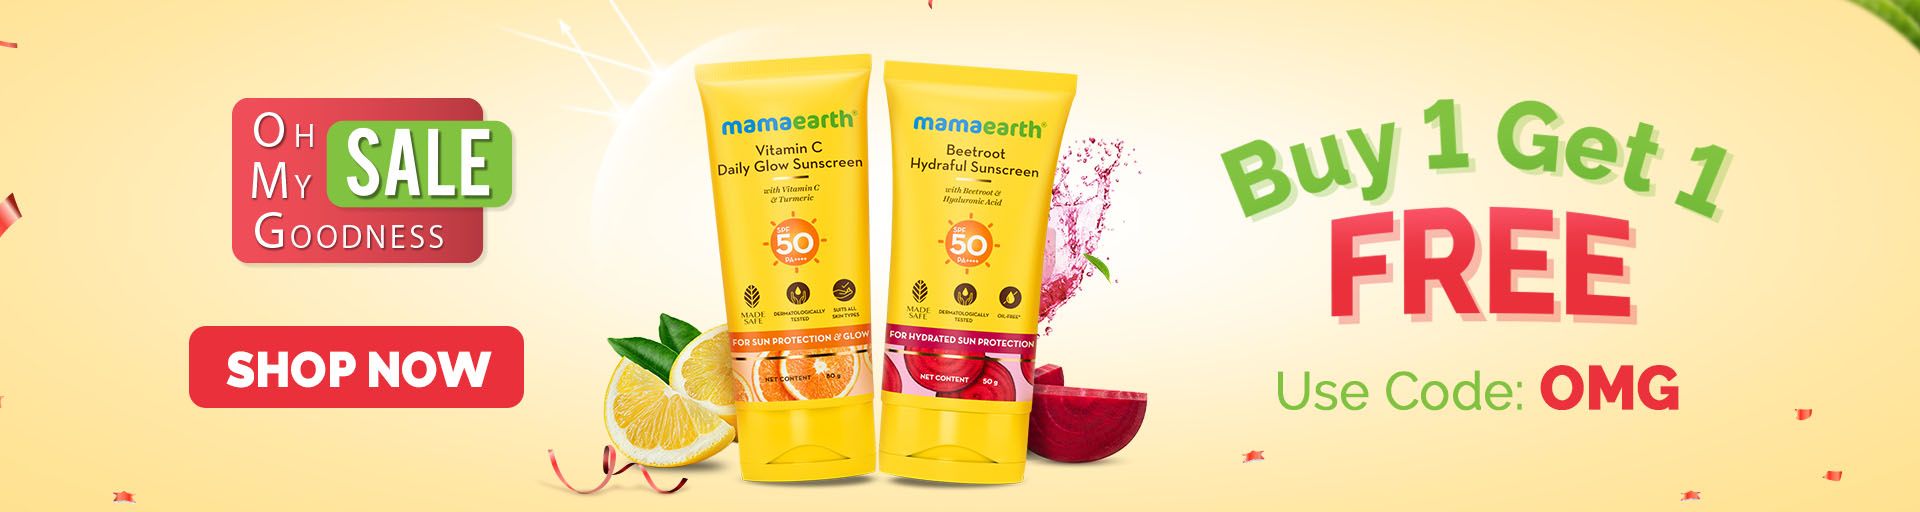 OH
MY
GOODNESS
SALE
SHOP NOW
mamaearth®
Vitamin C
Daily Glow Sunscreen
with Vitamin C
& Turmeric
SPF
50
PA++++
MADE
SAFE
DERMATOLOGICALLY
TESTED
SUITS ALL
SKIN TYPES
FOR SUN PROTECTION & GLOW
NET CONTENT 50 g
mamaearth®
Beetroot
Hydraful Sunscreen
with Beetroot &
Hyaluronic Acid
SPF
50
PA++++
MADE
SAFE
DERMATOLOGICALLY
TESTED
OIL-FREE*
FOR HYDRATED SUN PROTECTION
NET CONTENT 50 g
Buy 1 Get 1
FREE
Use Code: OMG